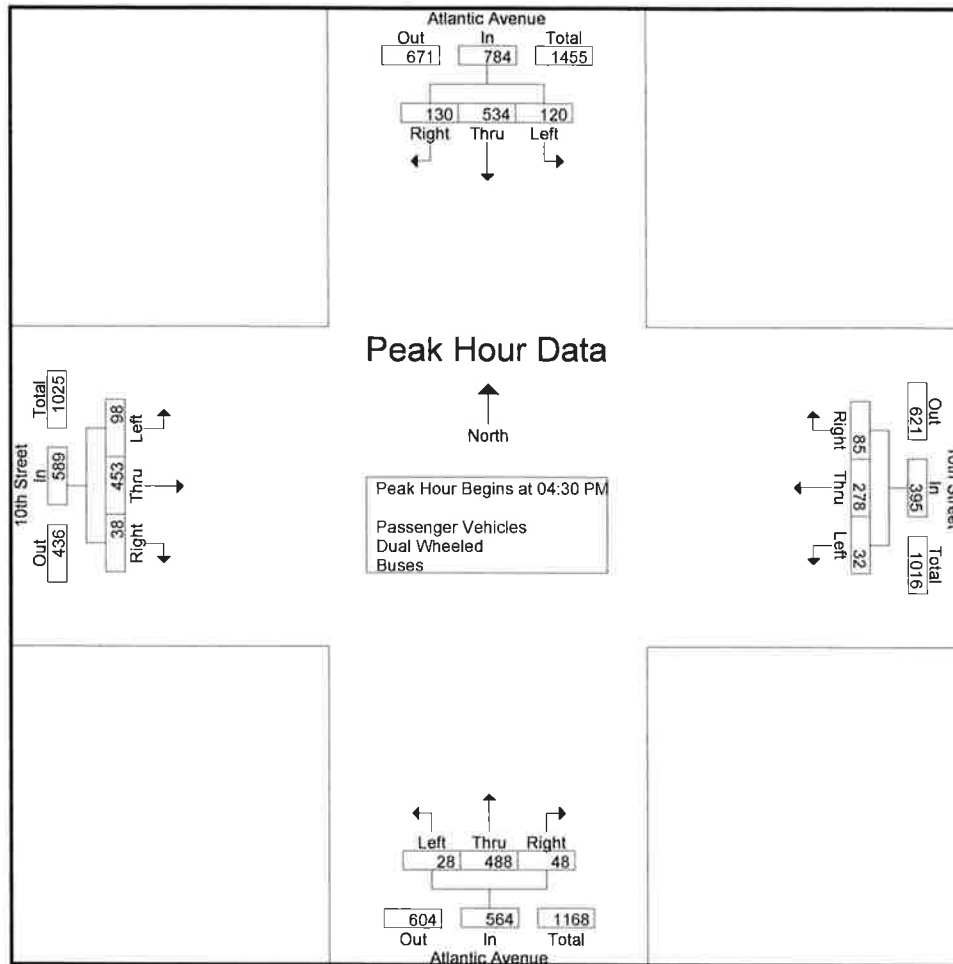 Atlantic Avenue
Out In Total
671 784 1455
130 534 120
Right Thru Left
Peak Hour Data
North
Peak Hour Begins at 04:30 PM
Passenger Vehicles
Dual Wheeled
Buses
10th Street
Out In Total
436 589 1025
Right Thru Left
38 453 98
Street
Out In Total
621 395 1016
Right Thru Left
85 278 32
Left Thru Right
28 488 48
604 564 1168
Out In Total
Atlantic Avenue